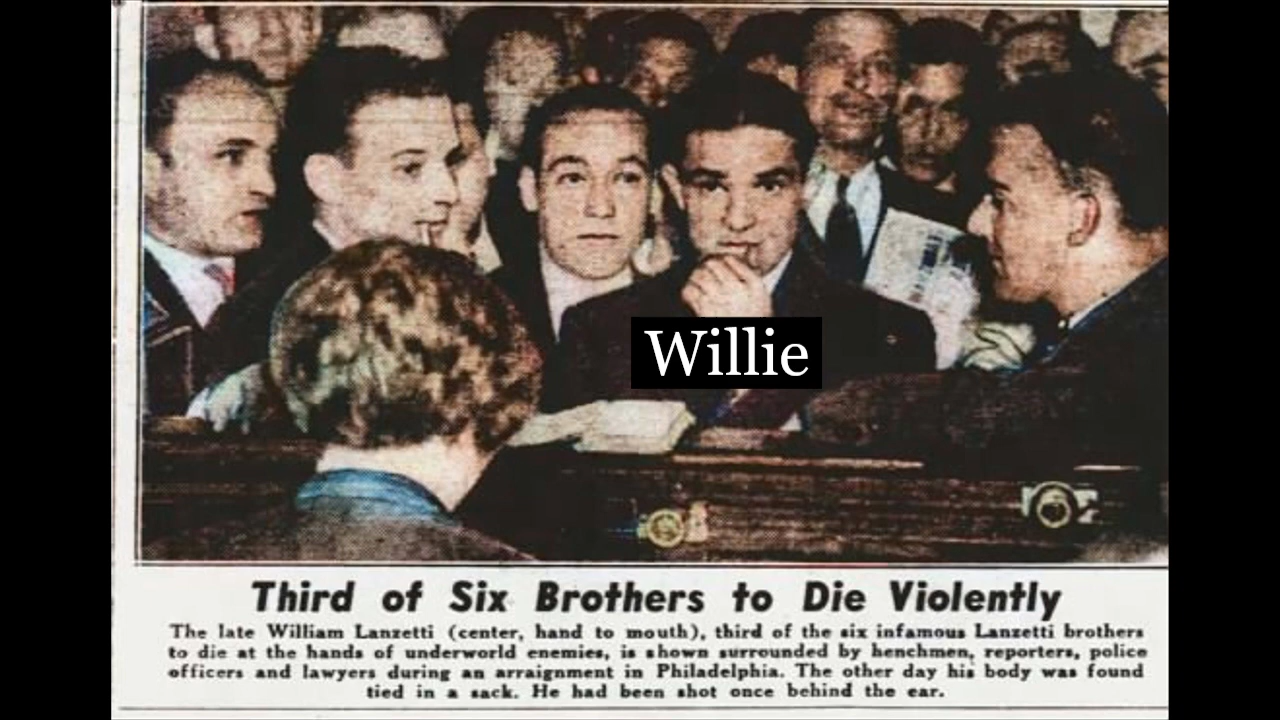 Willie
Third of Six Brothers to Die Violently
The late William Lanzetti (center, hand to mouth), third of the six infamous Lanzetti brothers
to die at the hands of underworld enemies, is shown surrounded by henchmen, reporters, police
officers and lawyers during an arraignment in Philadelphia. The other day his body was found
tied in a sack. He had been shot once behind the ear.